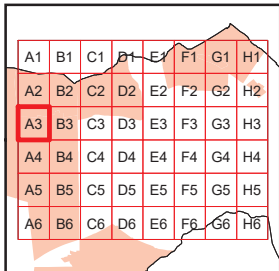 A1 B1 C1 D1 E1 F1 G1 H1
A2 B2 C2 D2 E2 F2 G2 H2
A3 B3 C3 D3 E3 F3 G3 H3
A4 B4 C4 D4 E4 F4 G4 H4
A5 B5 C5 D5 E5 F5 G5 H5
A6 B6 C6 D6 E6 F6 G6 H6